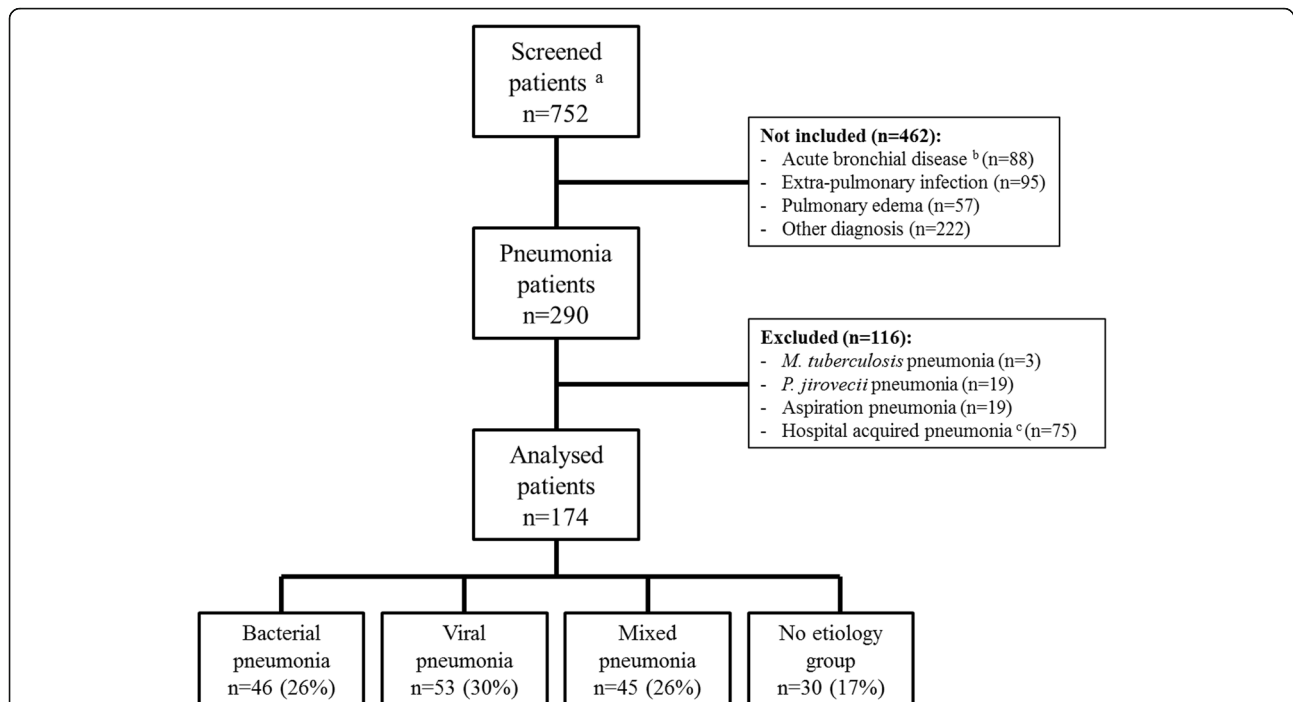 Screened
patients a
n=752
Not included (n=462):
- Acute bronchial disease b (n=88)
- Extra-pulmonary infection (n=95)
- Pulmonary edema (n=57)
- Other diagnosis (n=222)
Pneumonia
patients
n=290
Excluded (n=116):
- M. tuberculosis pneumonia (n=3)
- P. jirovecii pneumonia (n=19)
- Aspiration pneumonia (n=19)
- Hospital acquired pneumonia c (n=75)
Analysed
patients
n=174
Bacterial
pneumonia
n=46 (26%)
Viral
pneumonia
n=53 (30%)
Mixed
pneumonia
n=45 (26%)
No etiology
group
n=30 (17%)